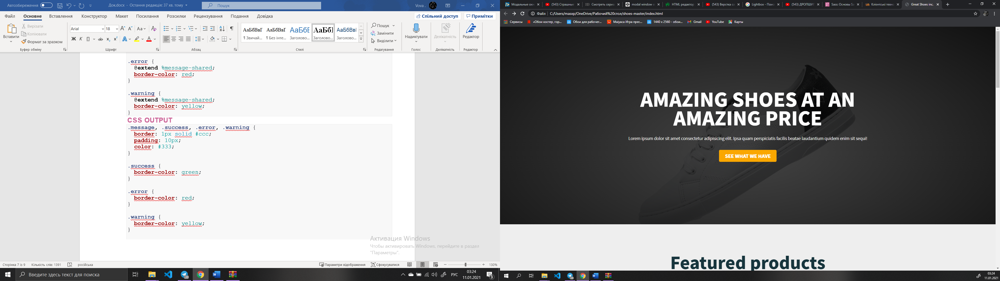 Автозбереження
Док.docx - Остання редакція: 37 хв. тому
Пошук
Vova .
Файл Основне Вставлення Конструктор Макет Посилання Розсилки Рецензування Подання Довідка
Спільний доступ Примітки
Вставити
Вирізати
Копіювати
Формат за зразком
Буфер обміну
Arial 18
Шрифт
Абзац
АаБбВвГ АаБбВвГ
¶ Звичай... ¶ Без інте... Заголово... Заголово... Заголово...
Стилі
Пошук
Замінити
Виділити
Редагування
Надиктувати
Голос
Делікатність
Делікатність
Редактор
Редактор
.error {
@extend %message-shared;
border-color: red;
}
.warning {
@extend %message-shared;
border-color: yellow;
}
CSS OUTPUT
.message, .success, .error, .warning {
border: 1px solid #ccc;
padding: 10px;
color: #333;
}
.success {
border-color: green;
}
.error {
border-color: red;
}
.warning {
border-color: yellow;
}
Активация Windows
Чтобы активировать Windows, перейдите в раздел
"Параметры".
Сторінка 7 із 9 Кількість слів: 1391 російська
Параметри відображення Сфокусуватися 130%
Введите здесь текст для поиска
20
РУС
03:24
11.01.2021
3
Модальные окн
(543) Страшные
Смотреть сериа
modal window o
HTML редактор
(543) Верстка са
Lightbox - Поис
(543) ДРОПШИП
Sass: Основы Sa
Клієнтські техно
Great Shoes inc.
Файл C:/Users/masxp/OneDrive/Рабочий%20стол/shoes-master/index.html
Сервисы «Обои костер, гор... Обои для рабочег... Maiyaca Игра прес... 1440 x 2560 - обои... Gmail YouTube Карты
AMAZING SHOES AT AN
AMAZING PRICE
Lorem ipsum dolor sit amet consectetur adipisicing elit. Ipsa quam perspiciatis facilis beatae laudantium quidem enim sit sequi!
SEE WHAT WE HAVE
Featured products
03:24
11.01.2021